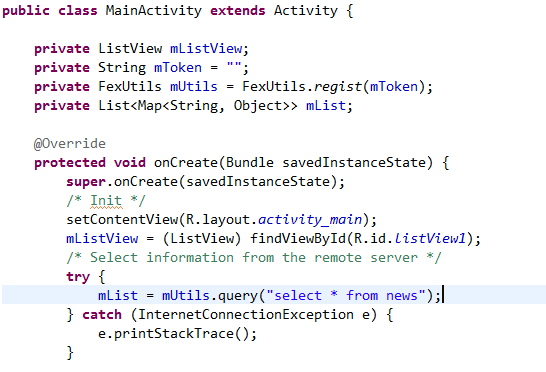 public class MainActivity extends Activity {
private ListView mListView;
private String mToken = "";
private FexUtils mUtils = FexUtils.regist(mToken);
private List<Map<String, Object>> mList;
@Override
protected void onCreate(Bundle savedInstanceState) {
super.onCreate(savedInstanceState);
/* Init */
setContentView(R.layout.activity_main);
mListView = (ListView) findViewById(R.id.listView1);
/* Select information from the remote server */
try {
mList = mUtils.query("select * from news");
} catch (InternetConnectionException e) {
e.printStackTrace();
}